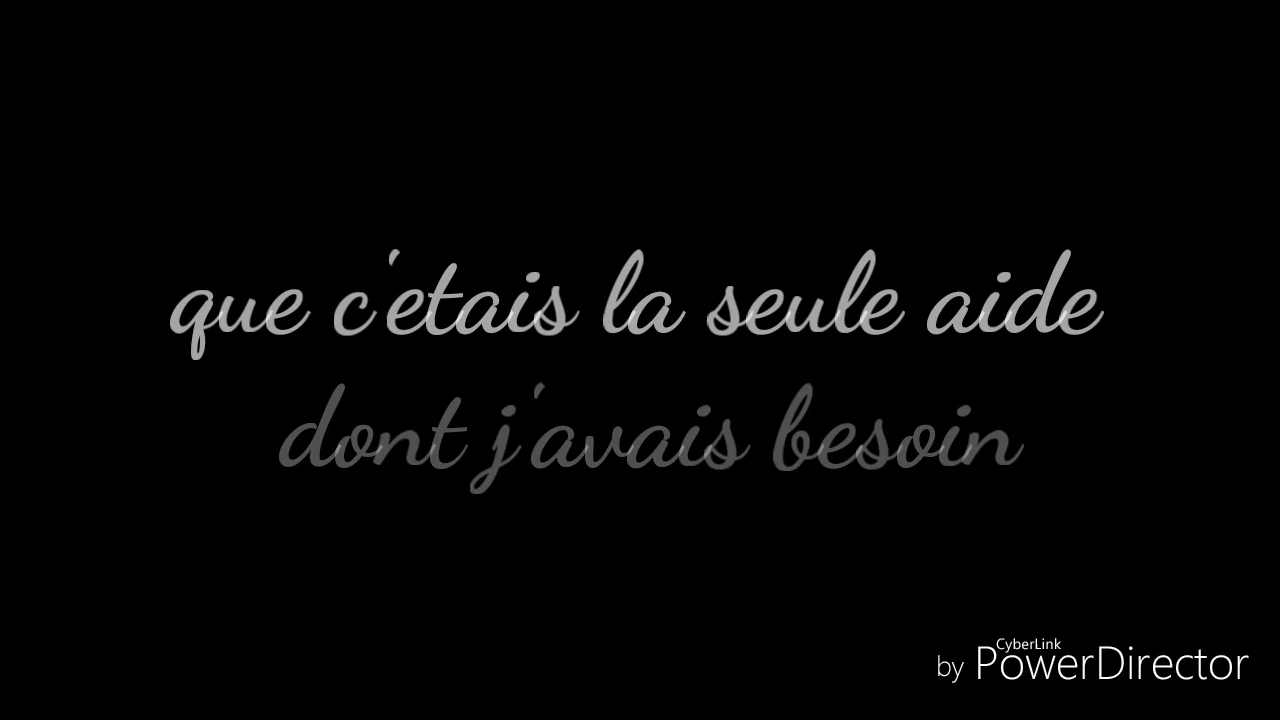 que c'etais la seule aide
dont j'avais besoin
CyberLink
by PowerDirector